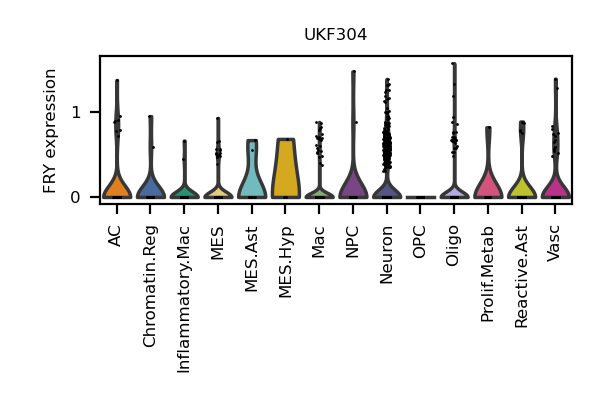 UKF304
FRY expression
1
0
AC
Chromatin.Reg
Inflammatory.Mac
MES
MES.Ast
MES.Hyp
Mac
NPC
Neuron
OPC
Oligo
Prolif.Metab
Reactive.Ast
Vasc